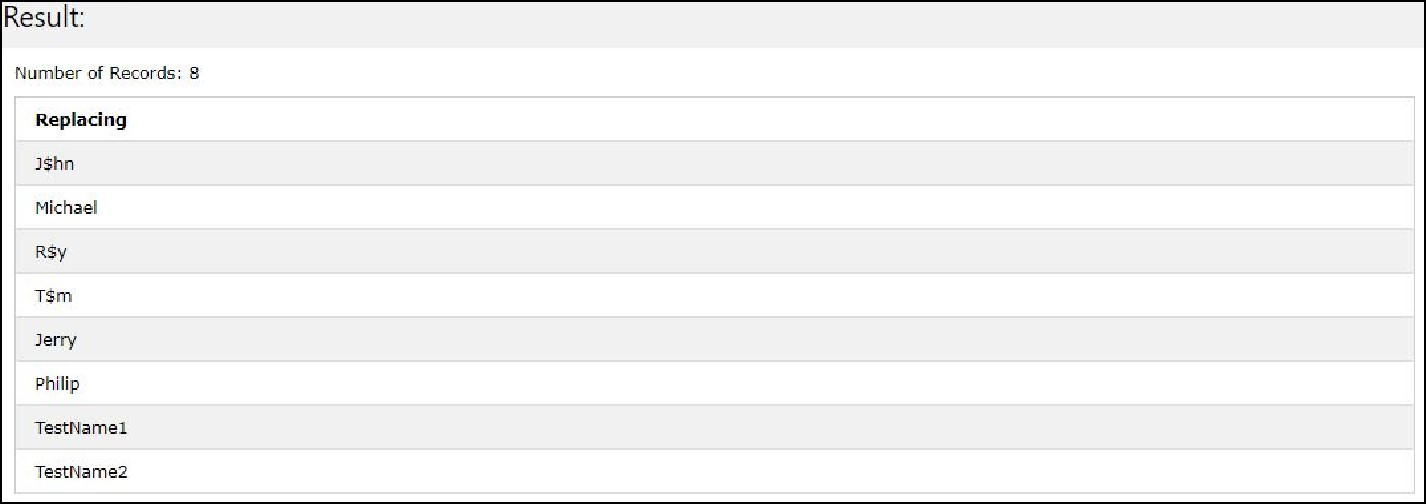 Result:
Number of Records: 8
Replacing
J$hn
Michael
R$y
T$m
Jerry
Philip
TestName1
TestName2